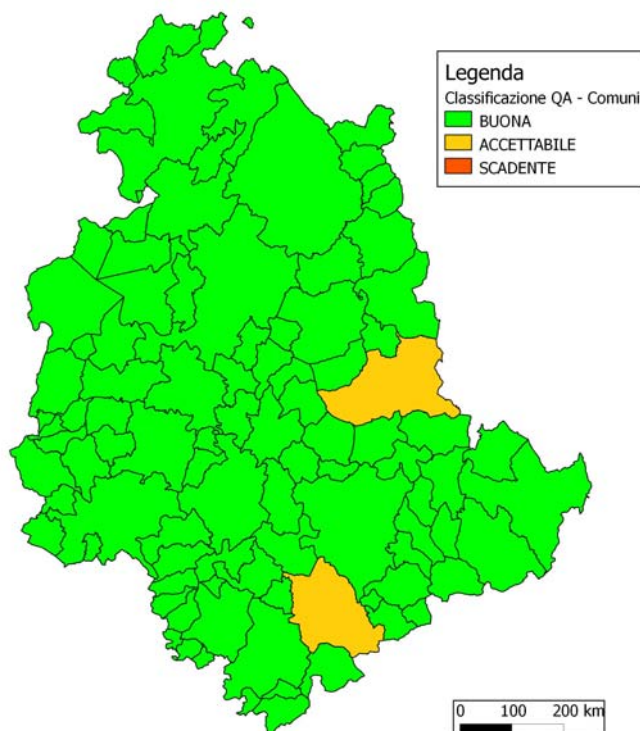 Legenda
Classificazione QA - Comuni
BUONA
ACCETTABILE
SCADENTE
0 100 200 km